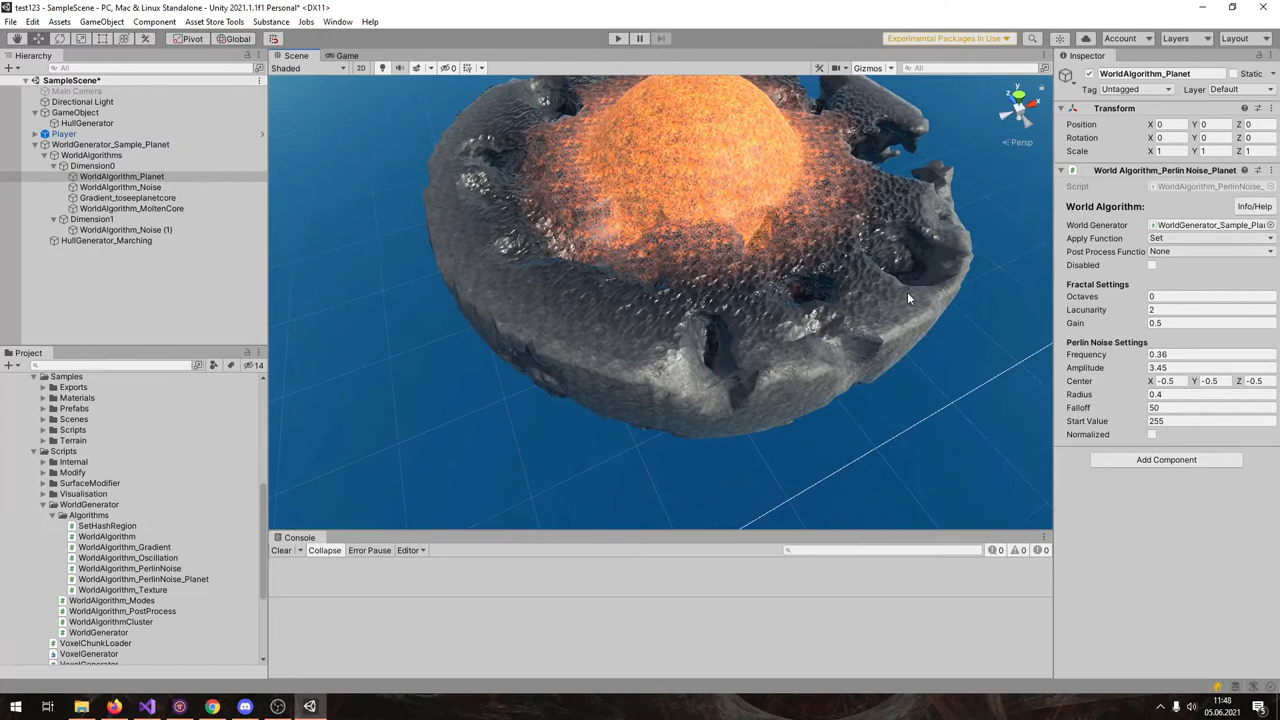 test123 - SampleScene - PC, Mac & Linux Standalone - Unity 2021.1.1f1 Personal* <DX11>
File Edit Assets GameObject Component Asset Store Tools Substance Jobs Window Help
Pivot Global Experimental Packages In Use Account Layers Layout
Hierarchy
All
SampleScene*
Main Camera
Directional Light
GameObject
HullGenerator
Player
WorldGenerator_Sample_Planet
WorldAlgorithms
Dimension0
WorldAlgorithm_Planet
WorldAlgorithm_Noise
Gradient_toseeplanetcore
WorldAlgorithm_MoltenCore
Dimension1
WorldAlgorithm_Noise (1)
HullGenerator_Marching
Project
14
Samples
Exports
Materials
Prefabs
Scenes
Scripts
Terrain
Scripts
Internal
Modify
SurfaceModifier
Visualisation
WorldGenerator
Algorithms
SetHashRegion
WorldAlgorithm
WorldAlgorithm_Gradient
WorldAlgorithm_Oscillation
WorldAlgorithm_PerlinNoise
WorldAlgorithm_PerlinNoise_Planet
WorldAlgorithm_Texture
WorldAlgorithm_Modes
WorldAlgorithm_PostProcess
WorldAlgorithmCluster
WorldGenerator
VoxelChunkLoader
VoxelGenerator
Scene Game
Shaded 2D 0 Gizmos All
y
x
z
Persp
Console
Clear Collapse Error Pause Editor 0 0 0
Inspector
WorldAlgorithm_Planet Static
Tag Untagged Layer Default
Transform
Position X 0 Y 0 Z 0
Rotation X 0 Y 0 Z 0
Scale X 1 Y 1 Z 1
World Algorithm_Perlin Noise_Planet
Script WorldAlgorithm_PerlinNoise_
World Algorithm: Info/Help
World Generator WorldGenerator_Sample_Pla
Apply Function Set
Post Process Functio None
Disabled
Fractal Settings
Octaves 0
Lacunarity 2
Gain 0.5
Perlin Noise Settings
Frequency 0.36
Amplitude 3.45
Center X -0.5 Y -0.5 Z -0.5
Radius 0.4
Falloff 50
Start Value 255
Normalized
Add Component
11:48
05.06.2021